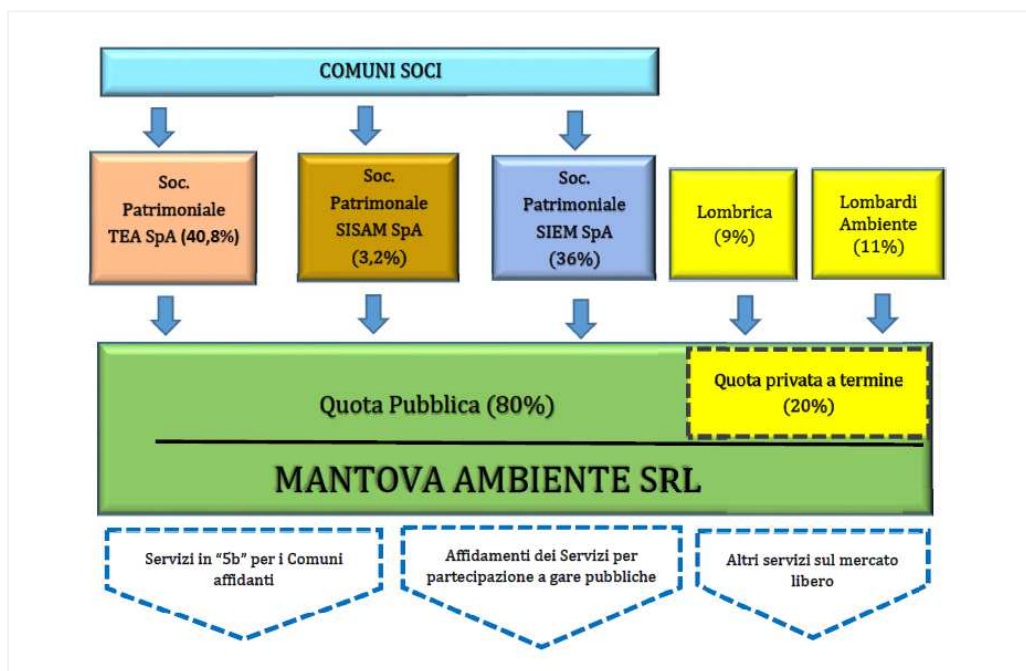 COMUNI SOCI
Soc.
Patrimoniale
TEA SpA (40,8%)
Soc.
Patrimonale
SISAM SpA
(3,2%)
Soc.
Patrimoniale
SIEM SpA
(36%)
Lombrica
(9%)
Lombardi
Ambiente
(11%)
Quota Pubblica (80%)
Quota privata a termine
(20%)
MANTOVA AMBIENTE SRL
Servizi in "5b" per i Comuni
affidanti
Affidamenti dei Servizi per
partecipazione a gare pubbliche
Altri servizi sul mercato
libero